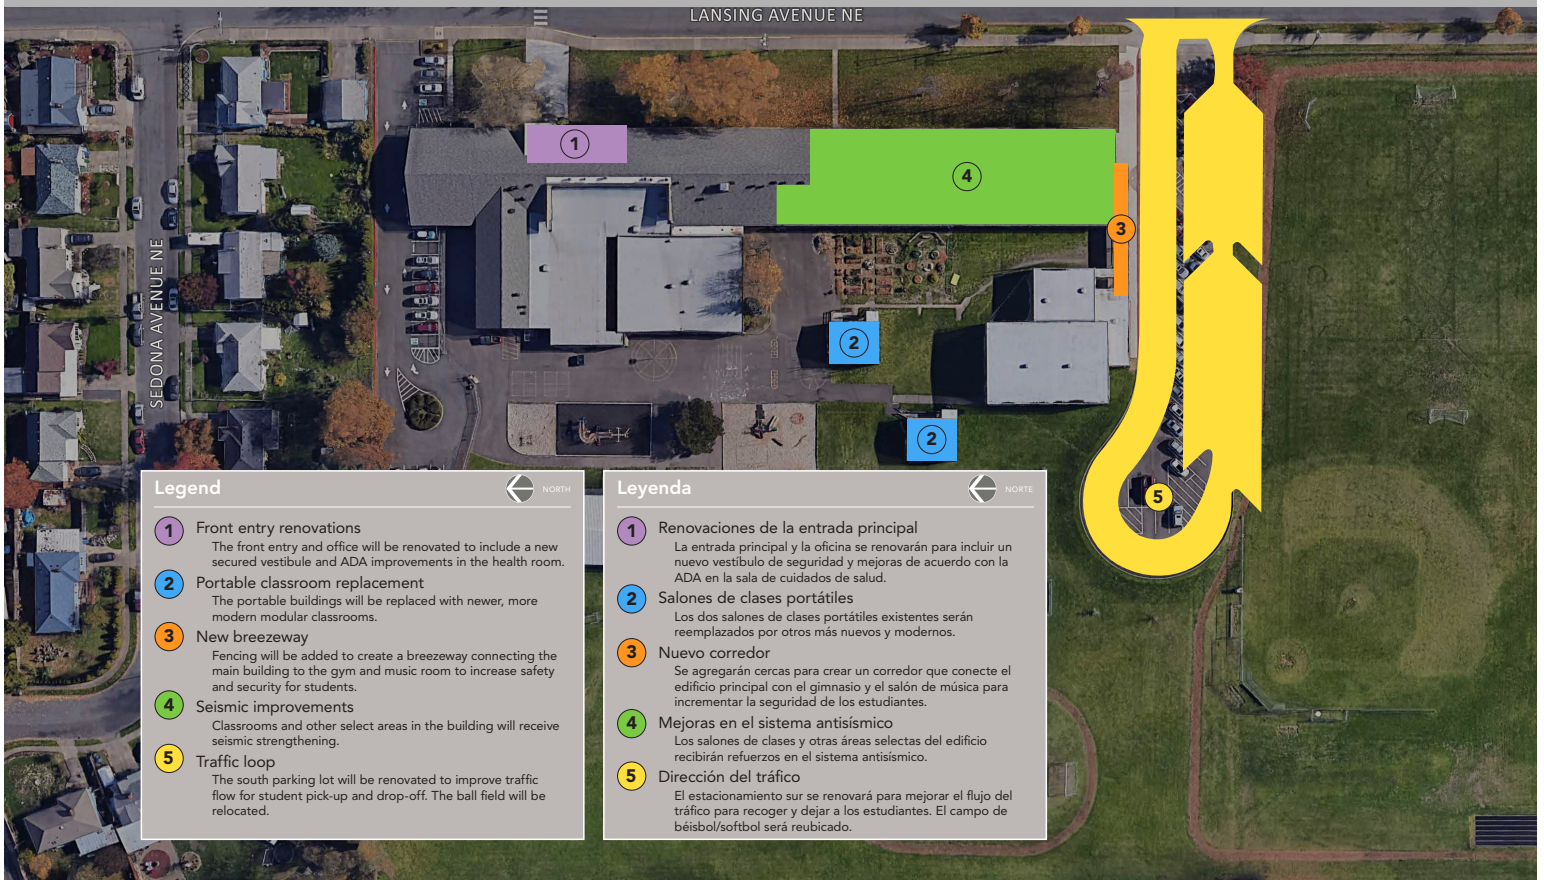 LANSING AVENUE NE
SEDONA AVENUE NE
1
4
3
2
2
5
Legend
NORTH
1 Front entry renovations
The front entry and office will be renovated to include a new
secured vestibule and ADA improvements in the health room.
2 Portable classroom replacement
The portable buildings will be replaced with newer, more
modern modular classrooms.
3 New breezeway
Fencing will be added to create a breezeway connecting the
main building to the gym and music room to increase safety
and security for students.
4 Seismic improvements
Classrooms and other select areas in the building will receive
seismic strengthening.
5 Traffic loop
The south parking lot will be renovated to improve traffic
flow for student pick-up and drop-off. The ball field will be
relocated.
Leyenda
NORTE
1 Renovaciones de la entrada principal
La entrada principal y la oficina se renovarán para incluir un
nuevo vestíbulo de seguridad y mejoras de acuerdo con la
ADA en la sala de cuidados de salud.
2 Salones de clases portátiles
Los dos salones de clases portátiles existentes serán
reemplazados por otros más nuevos y modernos.
3 Nuevo corredor
Se agregarán cercas para crear un corredor que conecte el
edificio principal con el gimnasio y el salón de música para
incrementar la seguridad de los estudiantes.
4 Mejoras en el sistema antisísmico
Los salones de clases y otras áreas selectas del edificio
recibirán refuerzos en el sistema antisísmico.
5 Dirección del tráfico
El estacionamiento sur se renovará para mejorar el flujo del
tráfico para recoger y dejar a los estudiantes. El campo de
béisbol/softbol será reubicado.